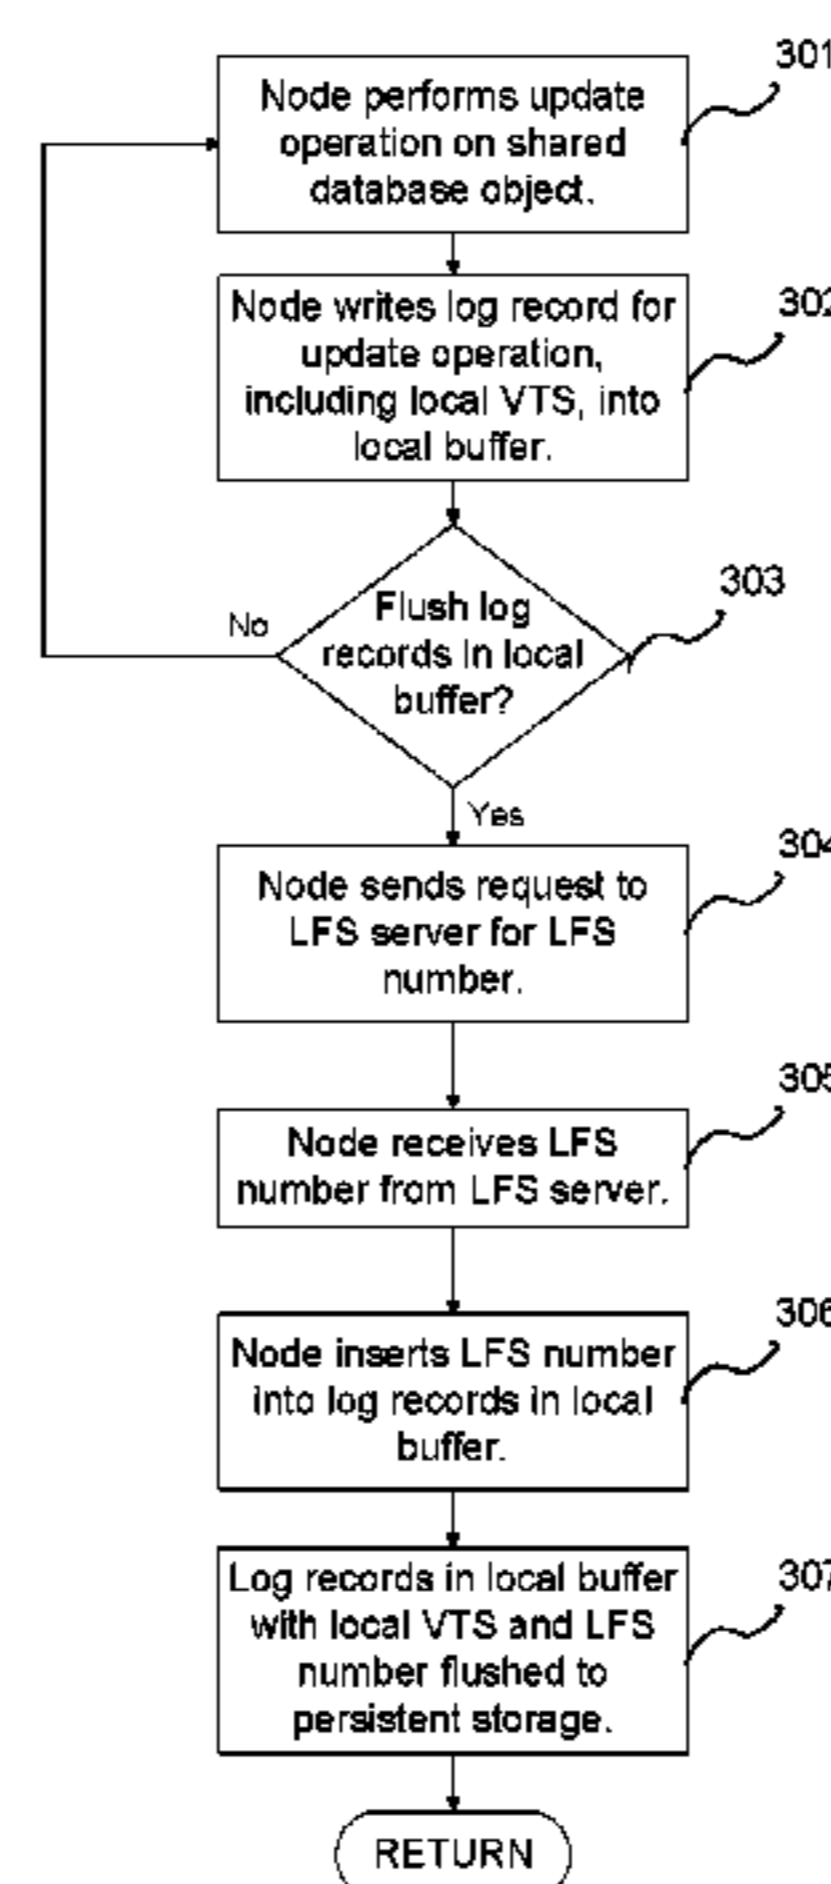 301
Node performs update
operation on shared
database object.
302
Node writes log record for
update operation,
including local VTS, into
local buffer.
303
No
Flush log
records in local
buffer?
Yes
304
Node sends request to
LFS server for LFS
number.
305
Node receives LFS
number from LFS server.
306
Node inserts LFS number
into log records in local
buffer.
307
Log records in local buffer
with local VTS and LFS
number flushed to
persistent storage.
RETURN